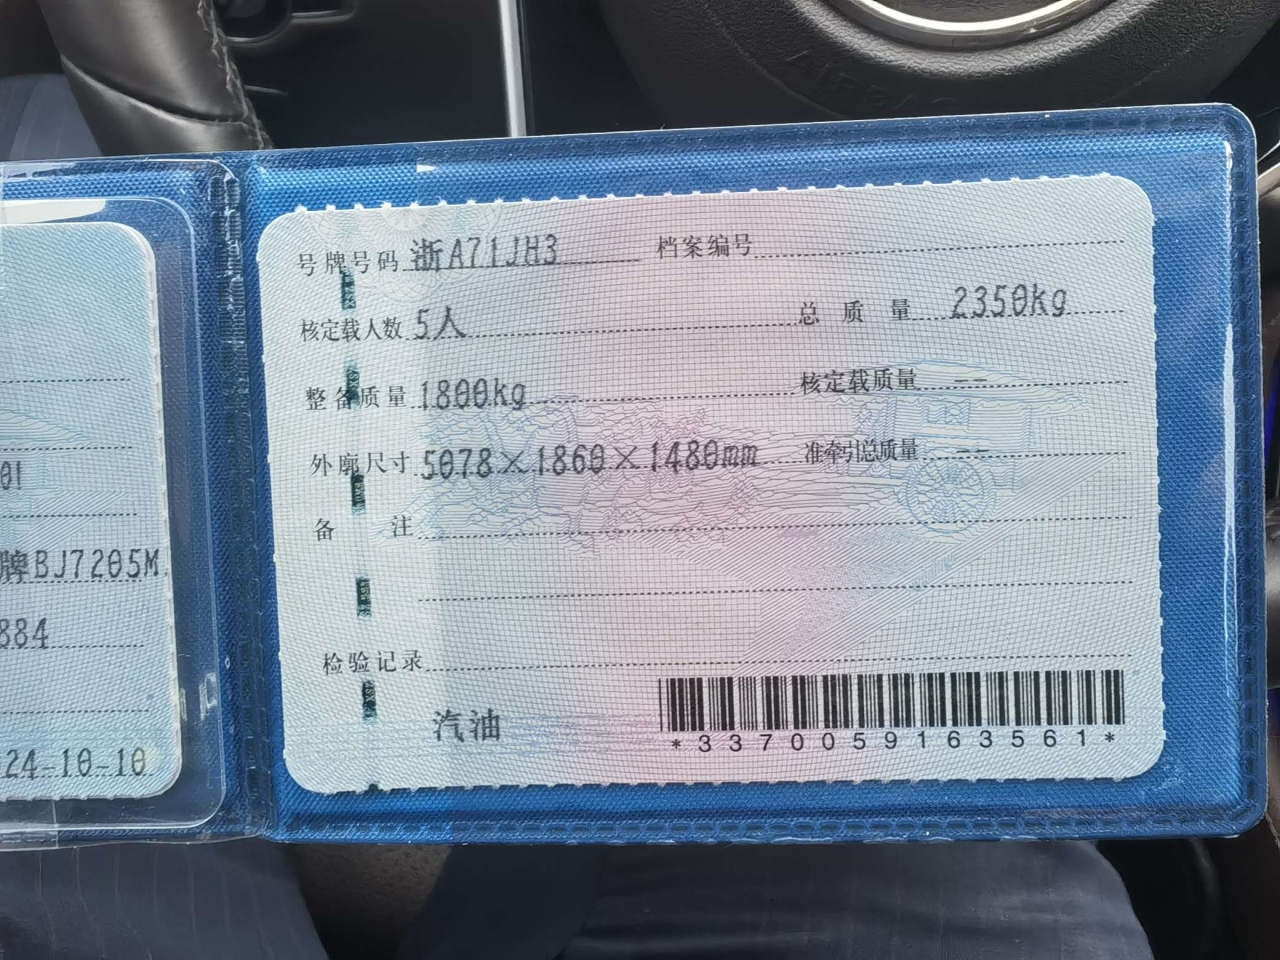 AIRBAG
号牌号码 浙A71JH3 档案编号
核定载人数 5人 总质量 2350kg
整备质量 1800kg 核定载质量 --
外廓尺寸 5078×1860×1480mm 准牵引总质量 --
备注
检验记录
汽油
*3370059163561*
01
牌BJ7205M
884
24-10-10